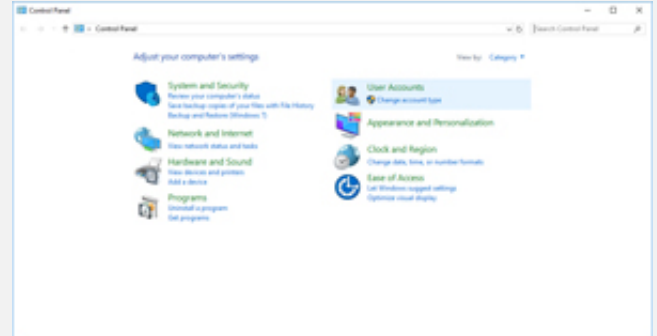 Control Panel
Control Panel
Search Control Panel
Adjust your computer's settings
View by: Category
System and Security
Review your computer's status
Save backup copies of your files with File History
Backup and Restore (Windows 7)
Network and Internet
View network status and tasks
Hardware and Sound
View devices and printers
Add a device
Programs
Uninstall a program
Get programs
User Accounts
Change account type
Appearance and Personalization
Clock and Region
Change date, time, or number formats
Ease of Access
Let Windows suggest settings
Optimize visual display